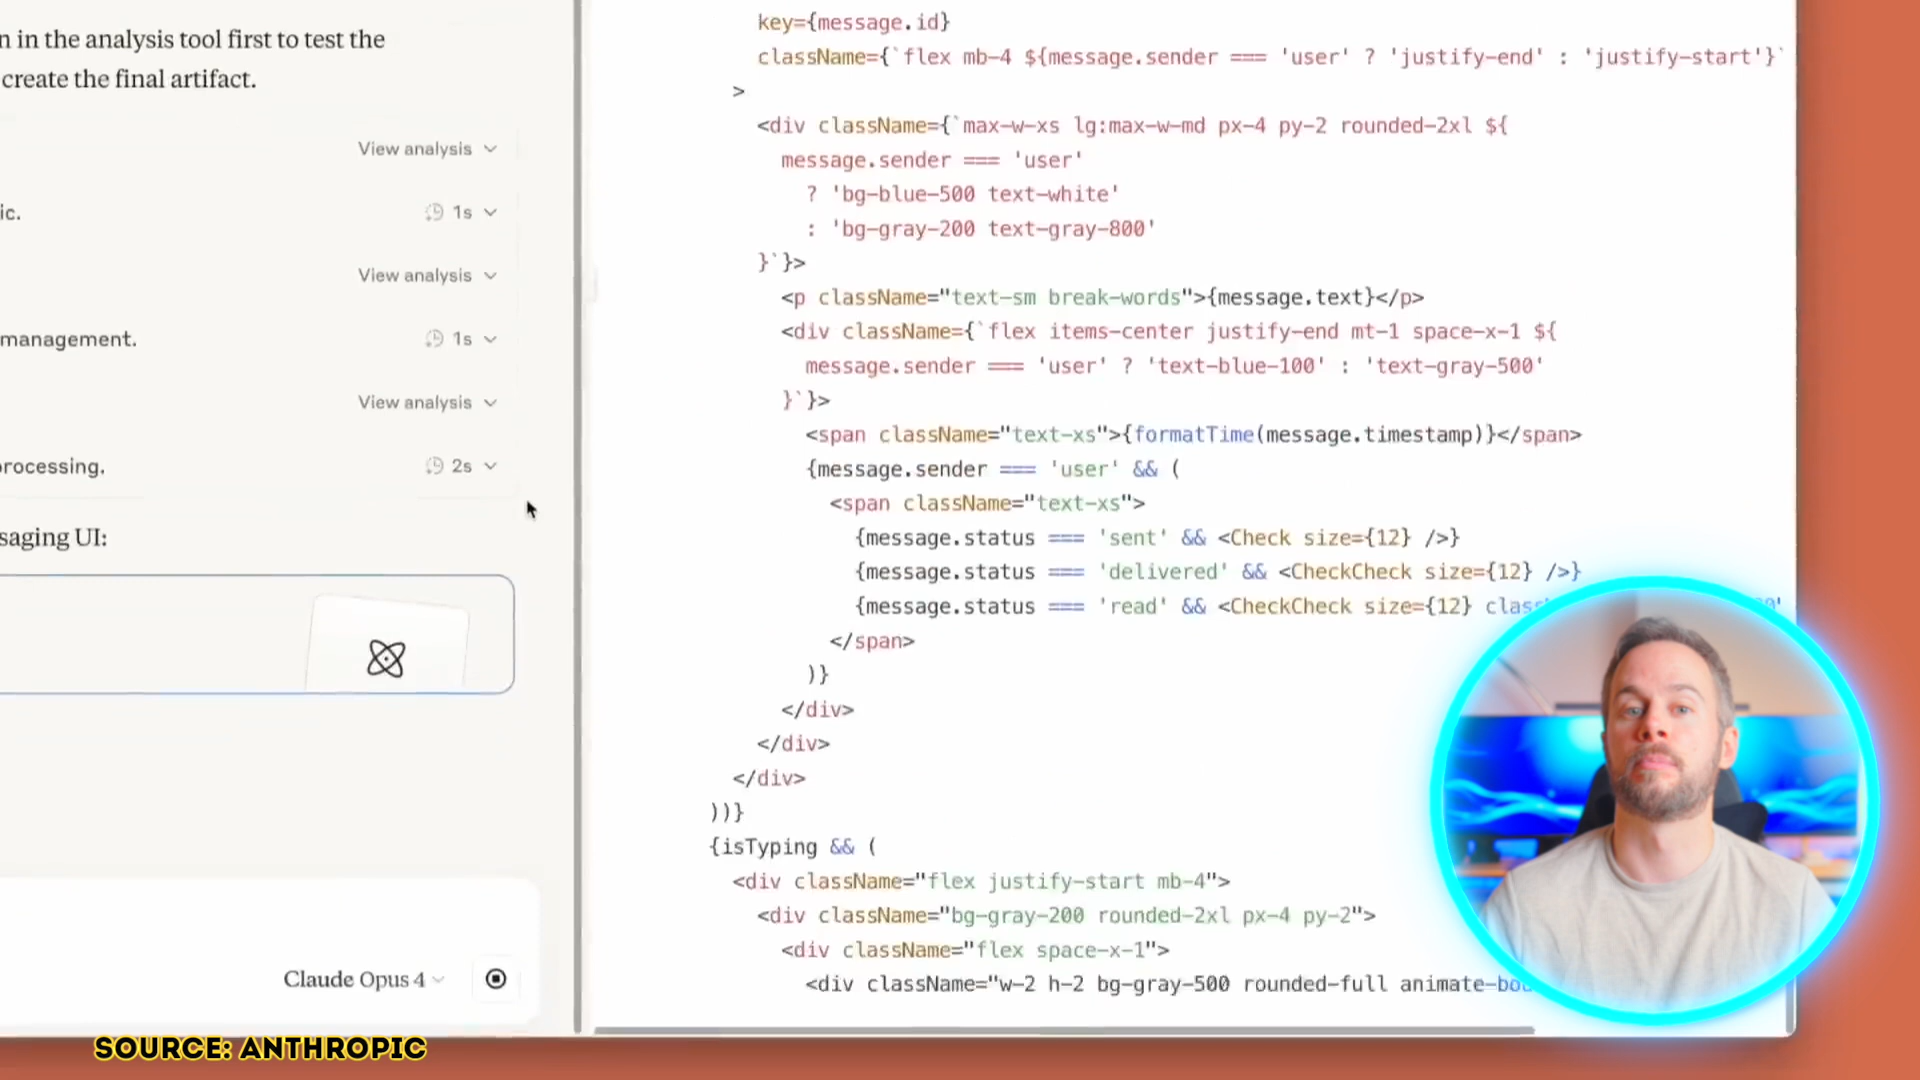 n in the analysis tool first to test the
create the final artifact.
View analysis
ic.
1s
View analysis
management.
1s
View analysis
rocessing.
2s
saging UI:
Claude Opus 4
SOURCE: ANTHROPIC
key={message.id}
className={`flex mb-4 ${message.sender === 'user' ? 'justify-end' : 'justify-start'}`
>
<div className={`max-w-xs lg:max-w-md px-4 py-2 rounded-2xl ${
message.sender === 'user'
? 'bg-blue-500 text-white'
: 'bg-gray-200 text-gray-800'
}`}>
<p className="text-sm break-words">{message.text}</p>
<div className={`flex items-center justify-end mt-1 space-x-1 ${
message.sender === 'user' ? 'text-blue-100' : 'text-gray-500'
}`}>
<span className="text-xs">{formatTime(message.timestamp)}</span>
{message.sender === 'user' && (
<span className="text-xs">
{message.status === 'sent' && <Check size={12} />}
{message.status === 'delivered' && <CheckCheck size={12} />}
{message.status === 'read' && <CheckCheck size={12} clas
</span>
)}
</div>
</div>
</div>
))}
{isTyping && (
<div className="flex justify-start mb-4">
<div className="bg-gray-200 rounded-2xl px-4 py-2">
<div className="flex space-x-1">
<div className="w-2 h-2 bg-gray-500 rounded-full animate-bou